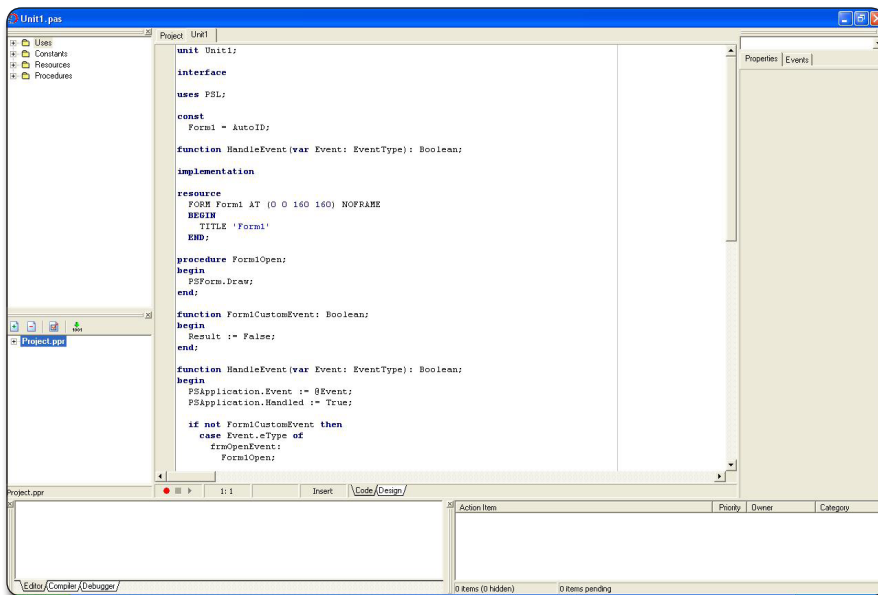 Unit1.pas
Uses
Constants
Resources
Procedures
Project Unit1
unit Unit1;
interface
uses PSL;
const
Form1 = AutoID;
function HandleEvent(var Event: EventType): Boolean;
implementation
resource
FORM Form1 AT (0 0 160 160) NOFRAME
BEGIN
TITLE 'Form1'
END;
procedure Form1Open;
begin
PSForm.Draw;
end;
function Form1CustomEvent: Boolean;
begin
Result := False;
end;
function HandleEvent(var Event: EventType): Boolean;
begin
PSApplication.Event := @Event;
PSApplication.Handled := True;
if not Form1CustomEvent then
case Event.eType of
frmOpenEvent:
Form1Open;
Properties Events
Project.ppr
Project.ppr
1: 1 Insert Code Design
Editor Compiler Debugger
Action Item Priority Owner Category
0 items (0 hidden) 0 items pending